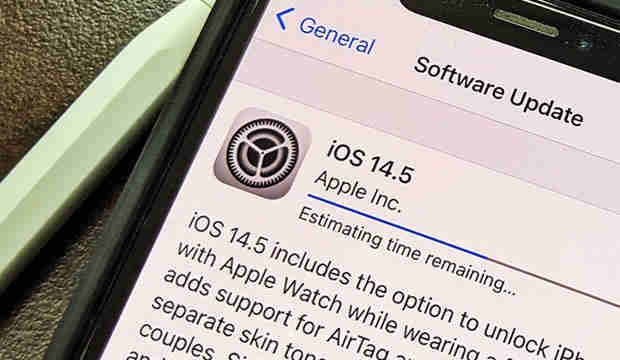 General
Software Update
iOS 14.5
Apple Inc.
Estimating time remaining...
iOS 14.5 includes the option to unlock
with Apple Watch while wearing a
adds support for AirTag
separate skin
couples.